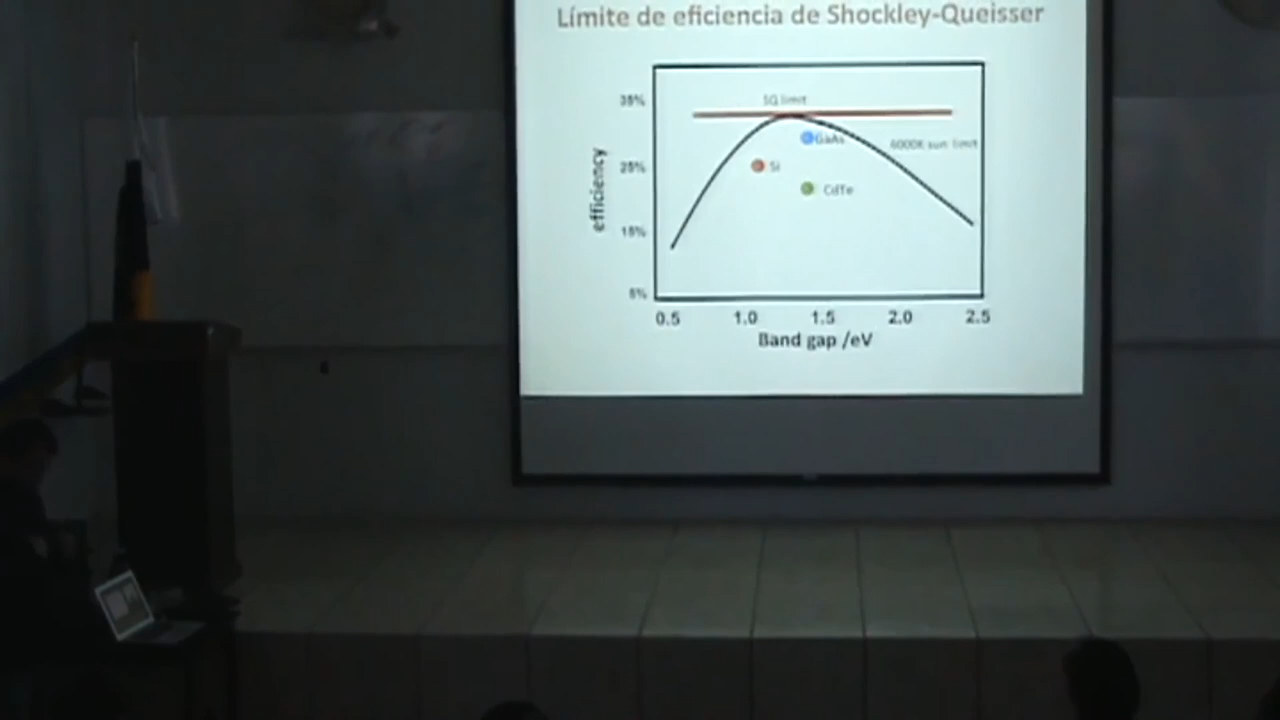 Límite de eficiencia de Shockley-Queisser
SQ limit
35%
GaAs
6000K sun limit
25%
Si
CdTe
efficiency
15%
5%
0.5 1.0 1.5 2.0 2.5
Band gap /eV